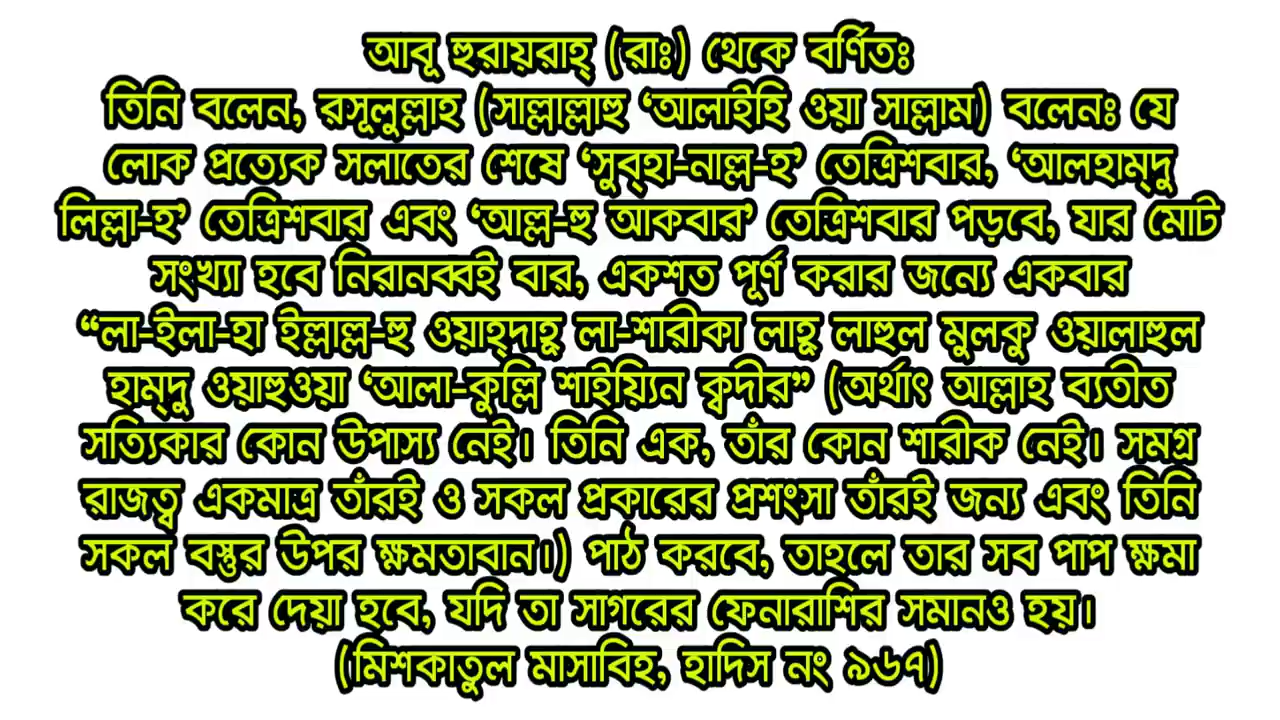 আবূ হুরায়রাহ্ (রাঃ) থেকে বর্ণিতঃ
তিনি বলেন, রসূলুল্লাহ (সাল্লাল্লাহু ‘আলাইহি ওয়া সাল্লাম) বলেনঃ যে
লোক প্রত্যেক সলাতের শেষে ‘সুব্হা-নাল্ল-হ’ তেত্রিশবার, ‘আলহাম্দু
লিল্লা-হ’ তেত্রিশবার এবং ‘আল্ল-হু আকবার’ তেত্রিশবার পড়বে, যার মোট
সংখ্যা হবে নিরানব্বই বার, একশত পূর্ণ করার জন্যে একবার
“লা-ইলা-হা ইল্লাল্ল-হু ওয়াহ্দাহূ লা-শারীকা লাহূ লাহুল মুলকু ওয়ালাহুল
হাম্দু ওয়াহুওয়া ‘আলা-কুল্লি শাইয়্যিন ক্বদীর” (অর্থাৎ আল্লাহ ব্যতীত
সত্যিকার কোন উপাস্য নেই। তিনি এক, তাঁর কোন শারীক নেই। সমগ্র
রাজত্ব একমাত্র তাঁরই ও সকল প্রকারের প্রশংসা তাঁরই জন্য এবং তিনি
সকল বস্তুর উপর ক্ষমতাবান।) পাঠ করবে, তাহলে তার সব পাপ ক্ষমা
করে দেয়া হবে, যদি তা সাগরের ফেনারাশির সমানও হয়।
(মিশকাতুল মাসাবিহ, হাদিস নং ৯৬৭)